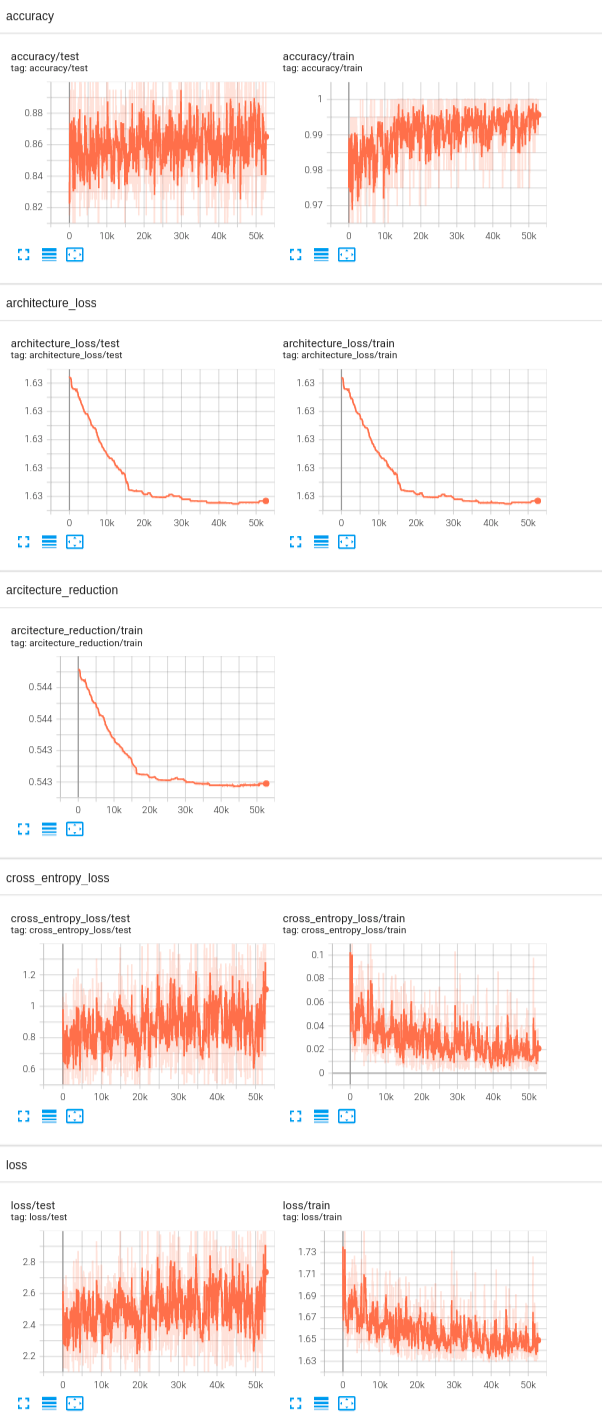 accuracy
accuracy/test
tag: accuracy/test
0.88
0.86
0.84
0.82
0 10k 20k 30k 40k 50k
accuracy/train
tag: accuracy/train
1
0.99
0.98
0.97
0 10k 20k 30k 40k 50k
architecture_loss
architecture_loss/test
tag: architecture_loss/test
1.63
1.63
1.63
1.63
1.63
0 10k 20k 30k 40k 50k
architecture_loss/train
tag: architecture_loss/train
1.63
1.63
1.63
1.63
1.63
0 10k 20k 30k 40k 50k
arcitecture_reduction
arcitecture_reduction/train
tag: arcitecture_reduction/train
0.544
0.544
0.543
0.543
0 10k 20k 30k 40k 50k
cross_entropy_loss
cross_entropy_loss/test
tag: cross_entropy_loss/test
1.2
1
0.8
0.6
0 10k 20k 30k 40k 50k
cross_entropy_loss/train
tag: cross_entropy_loss/train
0.1
0.08
0.06
0.04
0.02
0
0 10k 20k 30k 40k 50k
loss
loss/test
tag: loss/test
2.8
2.6
2.4
2.2
0 10k 20k 30k 40k 50k
loss/train
tag: loss/train
1.73
1.71
1.69
1.67
1.65
1.63
0 10k 20k 30k 40k 50k